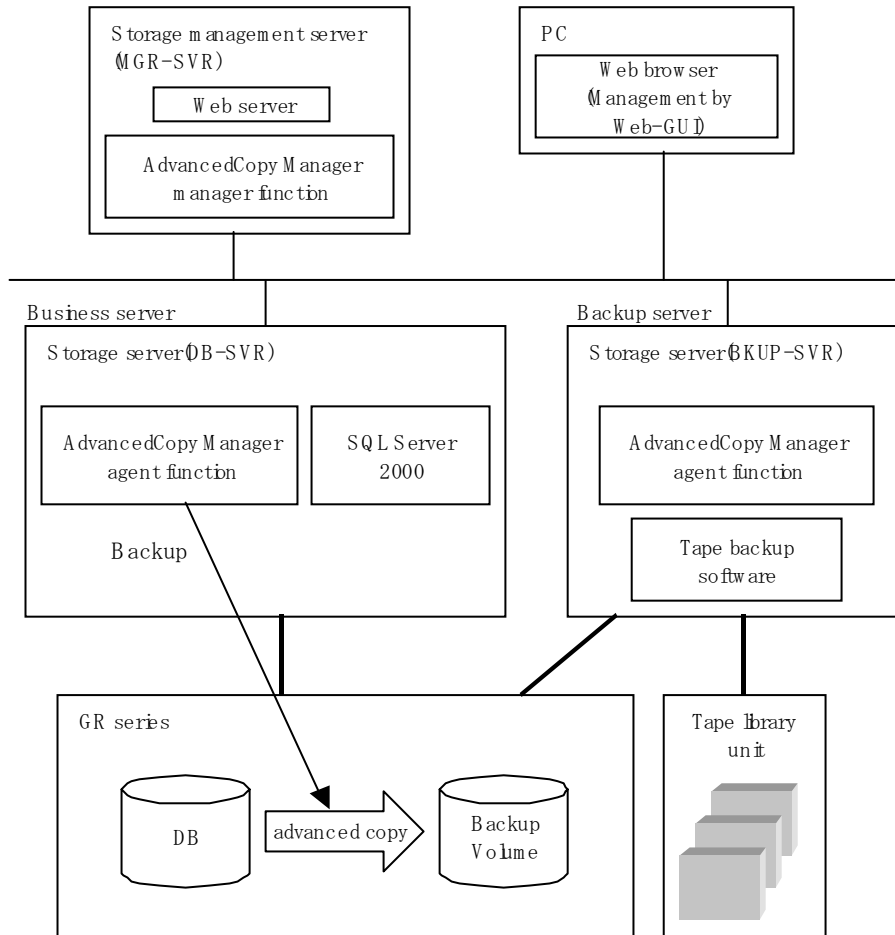 Storage management server
(MGR-SVR)
Web server
AdvancedCopy Manager
manager function
PC
Web browser
(Management by
Web-GUI)
Business server
Storage server(DB-SVR)
AdvancedCopy Manager
agent function
SQL Server
2000
Backup
Backup server
Storage server(BKUP-SVR)
AdvancedCopy Manager
agent function
Tape backup
software
GR series
DB
advanced copy
Backup
Volume
Tape library
unit